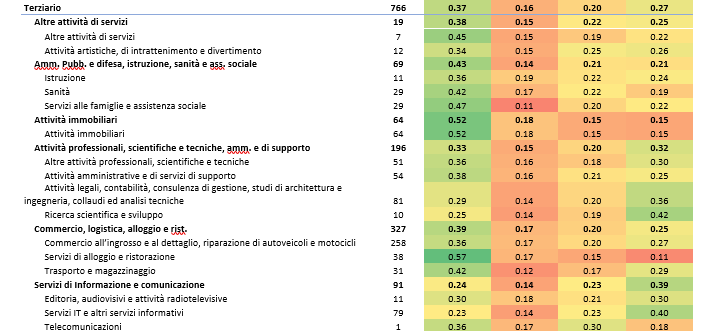 Terziario 766 0.37 0.16 0.20 0.27
Altre attività di servizi 19 0.38 0.15 0.22 0.25
Altre attività di servizi 7 0.45 0.15 0.19 0.22
Attività artistiche, di intrattenimento e divertimento 12 0.34 0.15 0.25 0.26
Amm. Pubb. e difesa, istruzione, sanità e ass. sociale 69 0.43 0.14 0.21 0.21
Istruzione 11 0.36 0.19 0.22 0.24
Sanità 29 0.42 0.17 0.22 0.19
Servizi alle famiglie e assistenza sociale 29 0.47 0.11 0.20 0.22
Attività immobiliari 64 0.52 0.18 0.15 0.15
Attività immobiliari 64 0.52 0.18 0.15 0.15
Attività professionali, scientifiche e tecniche, amm. e di supporto 196 0.33 0.15 0.20 0.32
Altre attività professionali, scientifiche e tecniche 51 0.36 0.16 0.18 0.30
Attività amministrative e di servizi di supporto 54 0.38 0.16 0.21 0.25
Attività legali, contabilità, consulenza di gestione, studi di architettura e
ingegneria, collaudi ed analisi tecniche 81 0.29 0.14 0.20 0.36
Ricerca scientifica e sviluppo 10 0.25 0.14 0.19 0.42
Commercio, logistica, alloggio e rist. 327 0.39 0.17 0.20 0.25
Commercio all'ingrosso e al dettaglio, riparazione di autoveicoli e motocicli 258 0.36 0.17 0.20 0.27
Servizi di alloggio e ristorazione 38 0.57 0.17 0.15 0.11
Trasporto e magazzinaggio 31 0.42 0.12 0.17 0.29
Servizi di Informazione e comunicazione 91 0.24 0.14 0.23 0.39
Editoria, audiovisivi e attività radiotelevisive 11 0.30 0.18 0.21 0.30
Servizi IT e altri servizi informativi 79 0.23 0.14 0.23 0.40
Telecomunicazioni 1 0.36 0.17 0.30 0.18